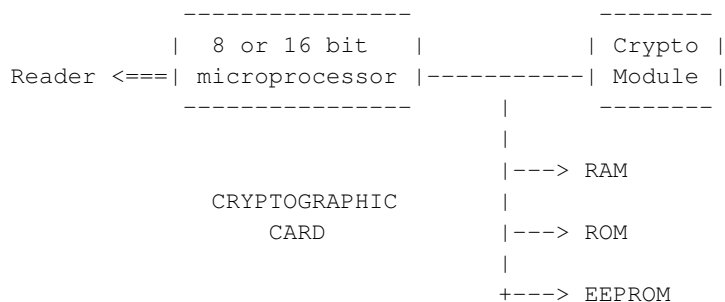 ---------------- --------
| 8 or 16 bit | | Crypto |
Reader <===| microprocessor |-----------| Module |
---------------- | --------
|
|---> RAM
CRYPTOGRAPHIC |
CARD |---> ROM
|
+---> EEPROM